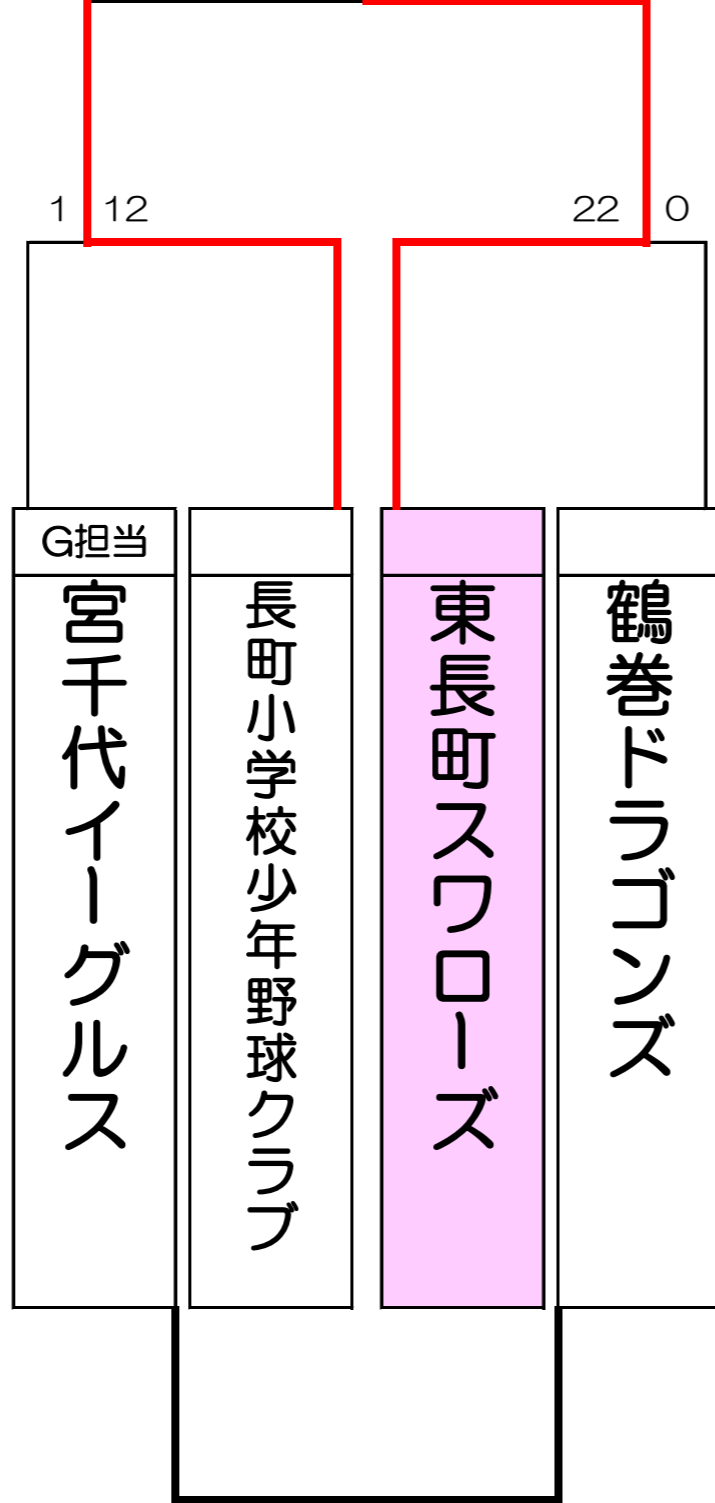 1 12 22 0
G担当
宮千代イーグルス
長町小学校少年野球クラブ
東長町スワローズ
鶴巻ドラゴンズ